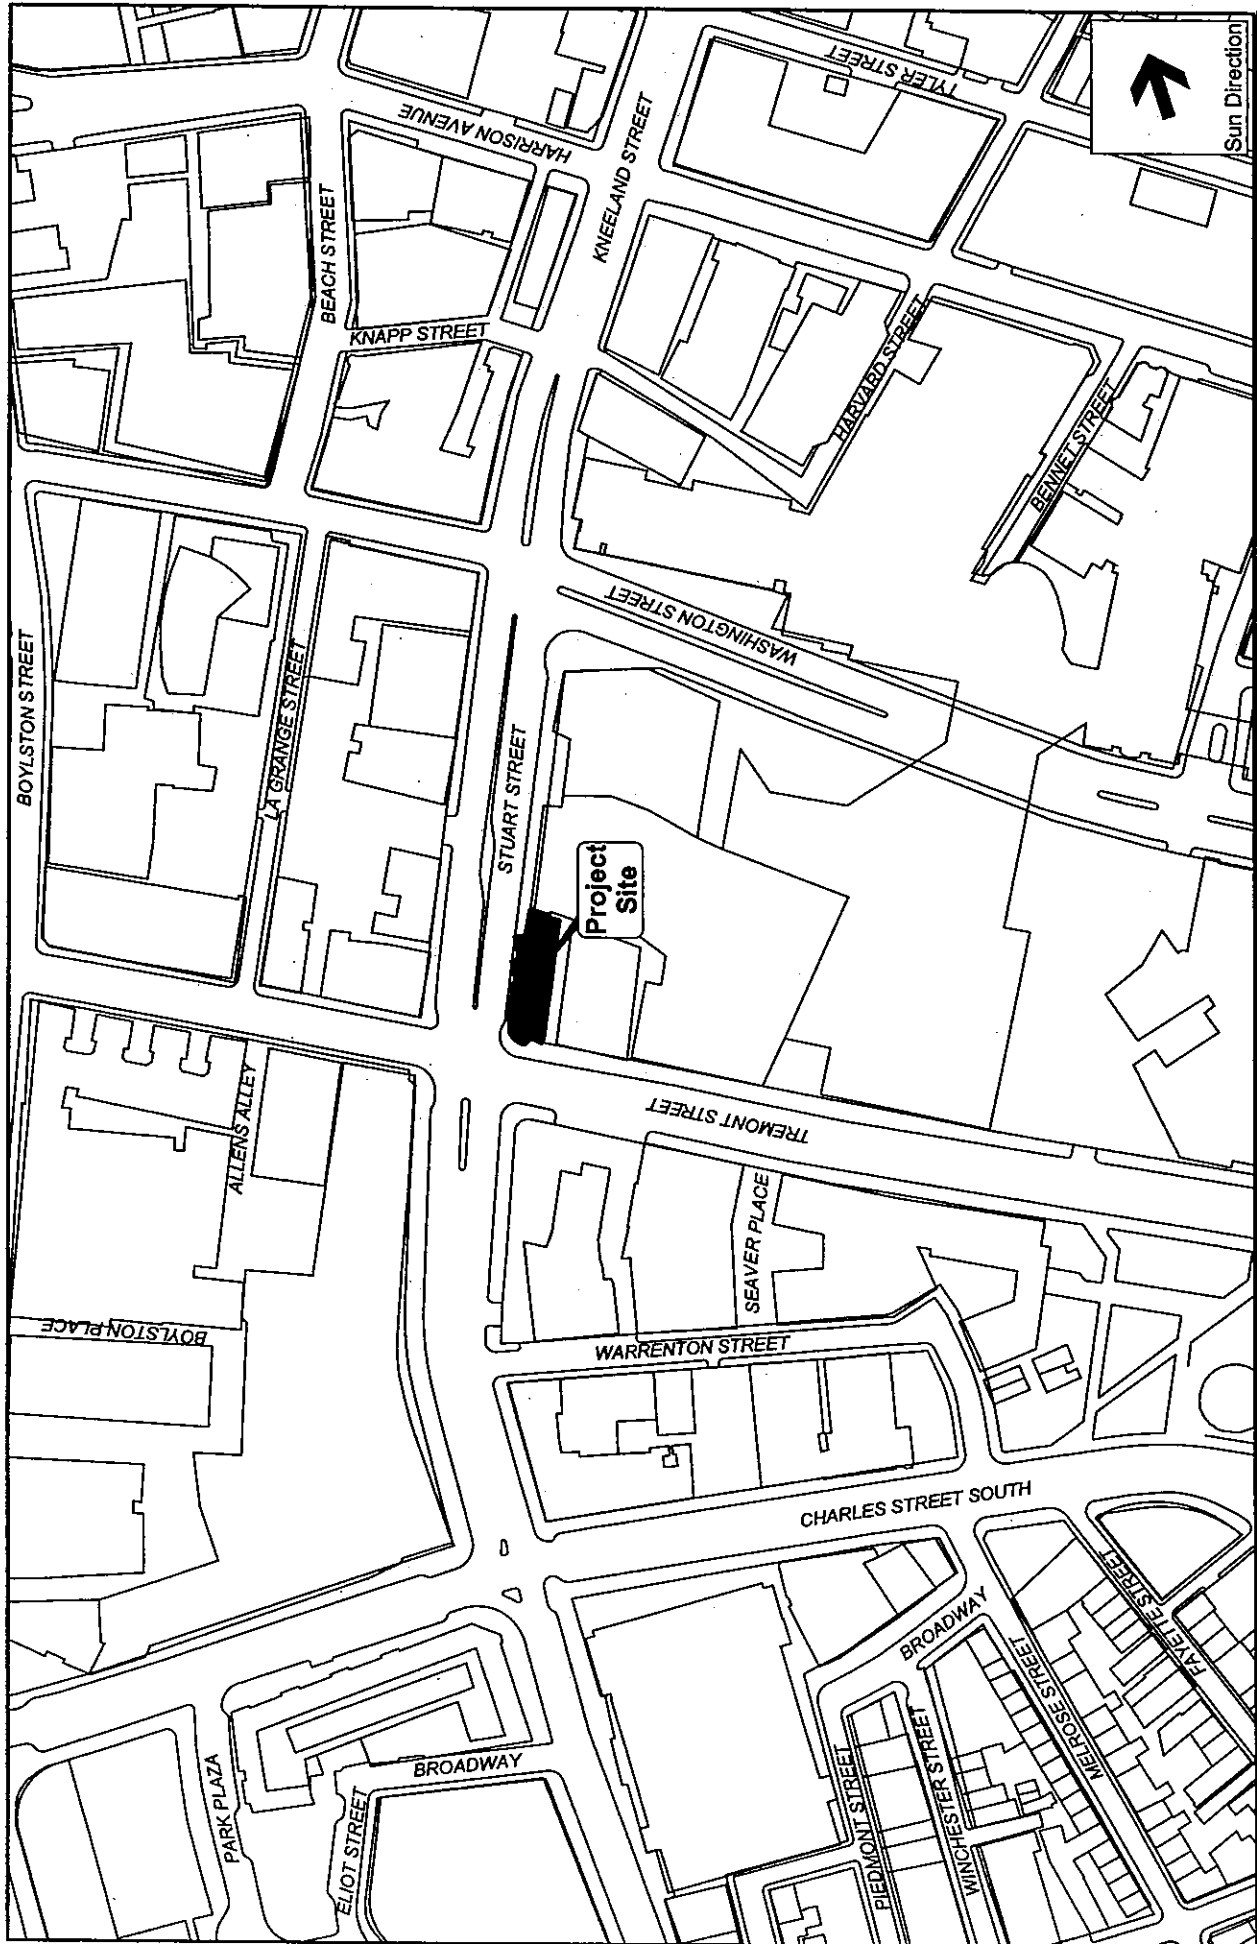 BOYLSTON STREET
BEACH STREET
HARRISON AVENUE
KNEELAND STREET
TYLER STREET
KNAPP STREET
HARVARD STREET
BENNET STREET
WASHINGTON STREET
LA GRANGE STREET
STUART STREET
Project
Site
TREMONT STREET
ALLENS ALLEY
BOYLSTON PLACE
SEAVER PLACE
WARRENTON STREET
CHARLES STREET SOUTH
PARK PLAZA
ELIOT STREET
BROADWAY
BROADWAY
PIEDMONT STREET
WINCHESTER STREET
MELROSE STREET
FAYETTE STREET
Sun Direction